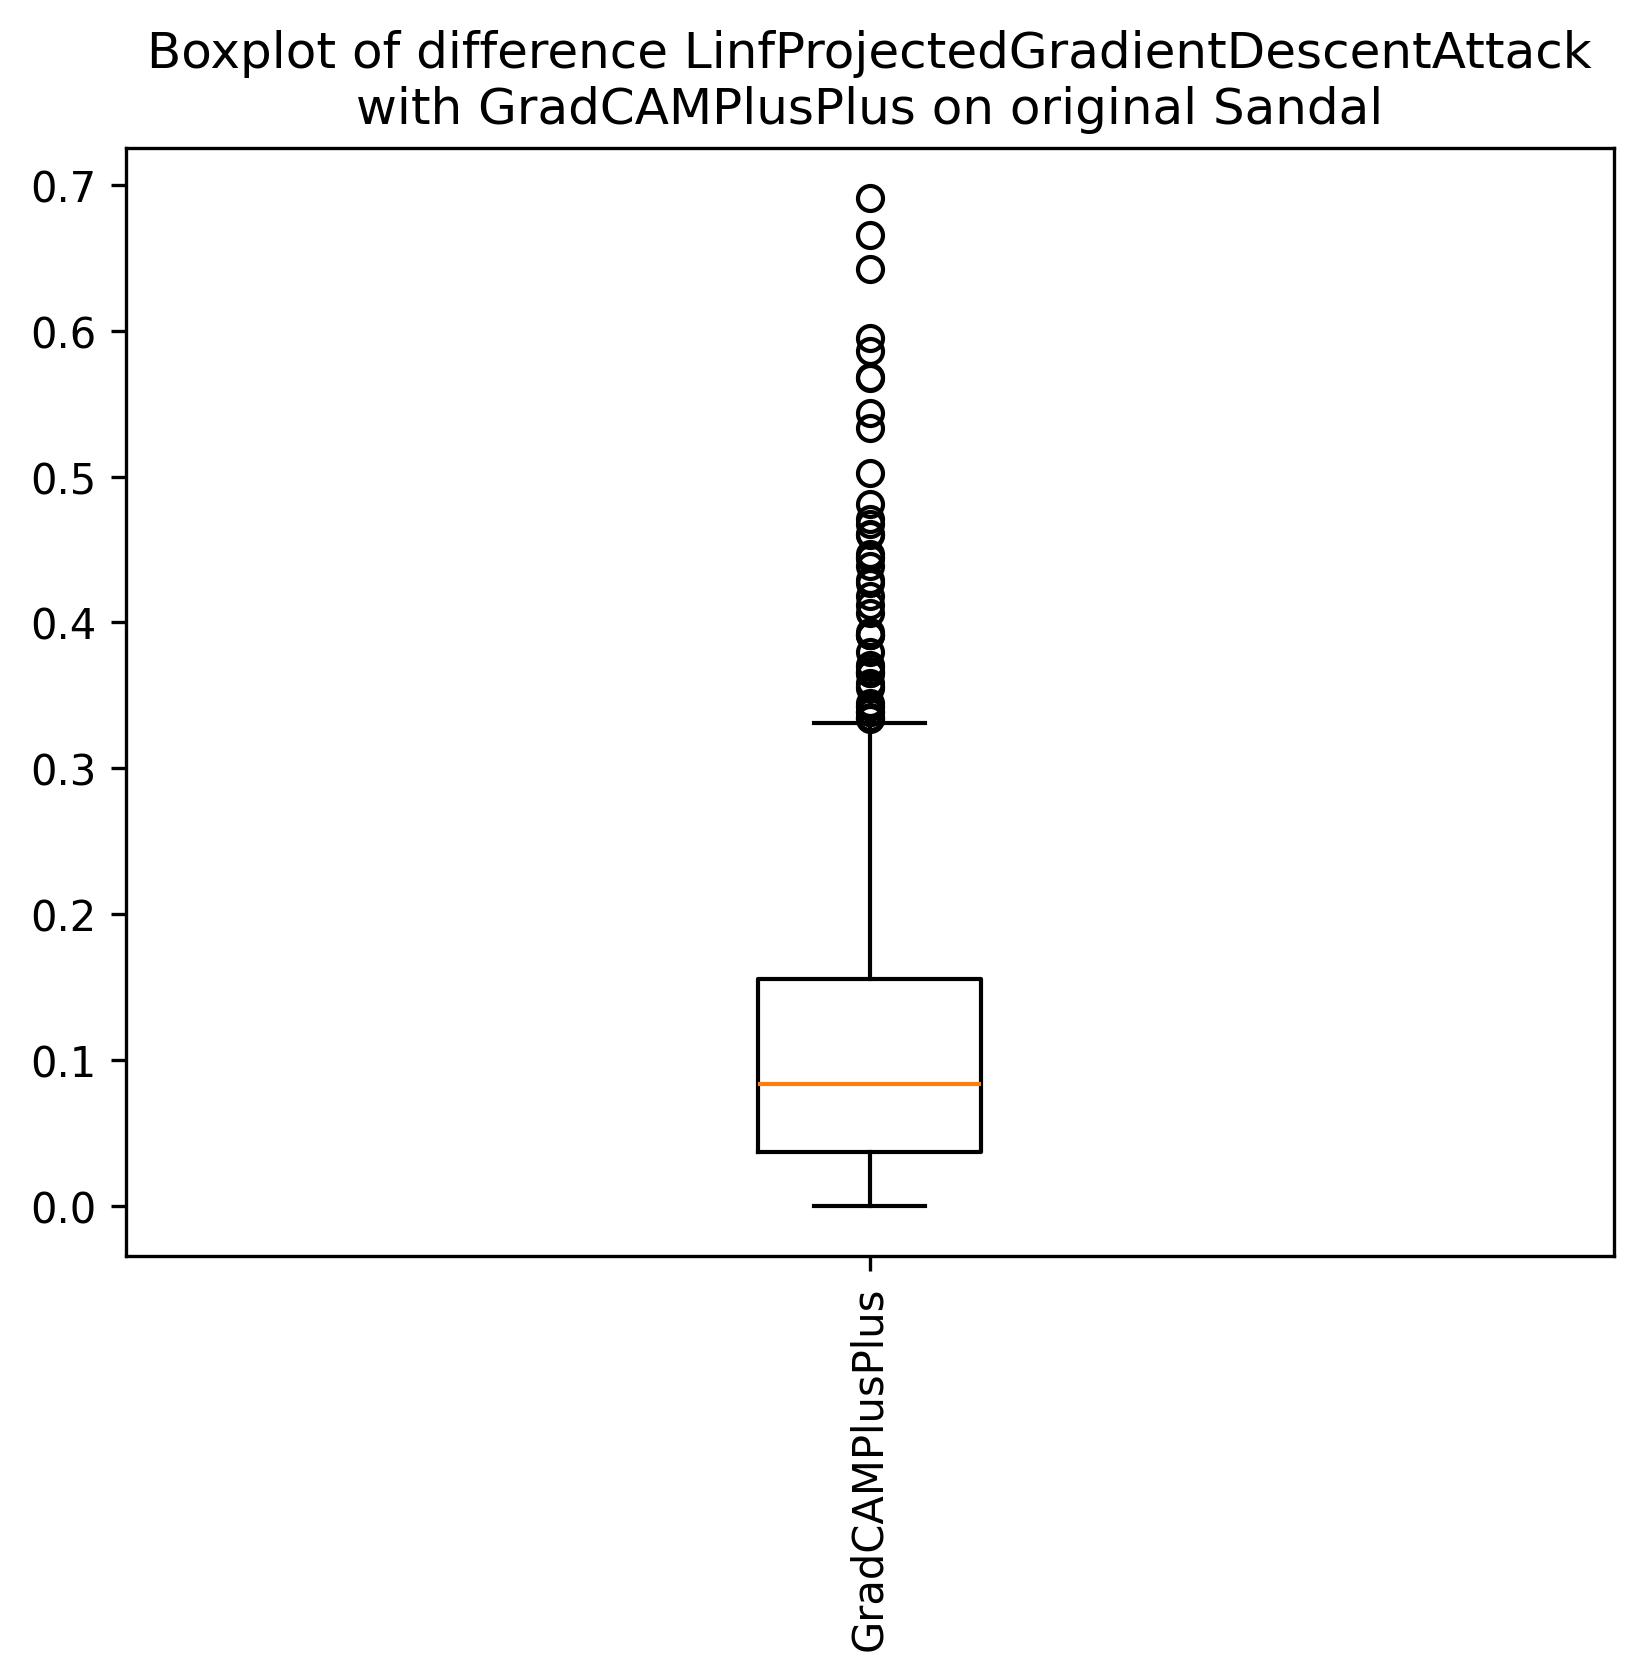 Boxplot of difference LinfProjectedGradientDescentAttack
with GradCAMPlusPlus on original Sandal
0.7
0.6
0.5
0.4
0.3
0.2
0.1
0.0
GradCAMPlusPlus